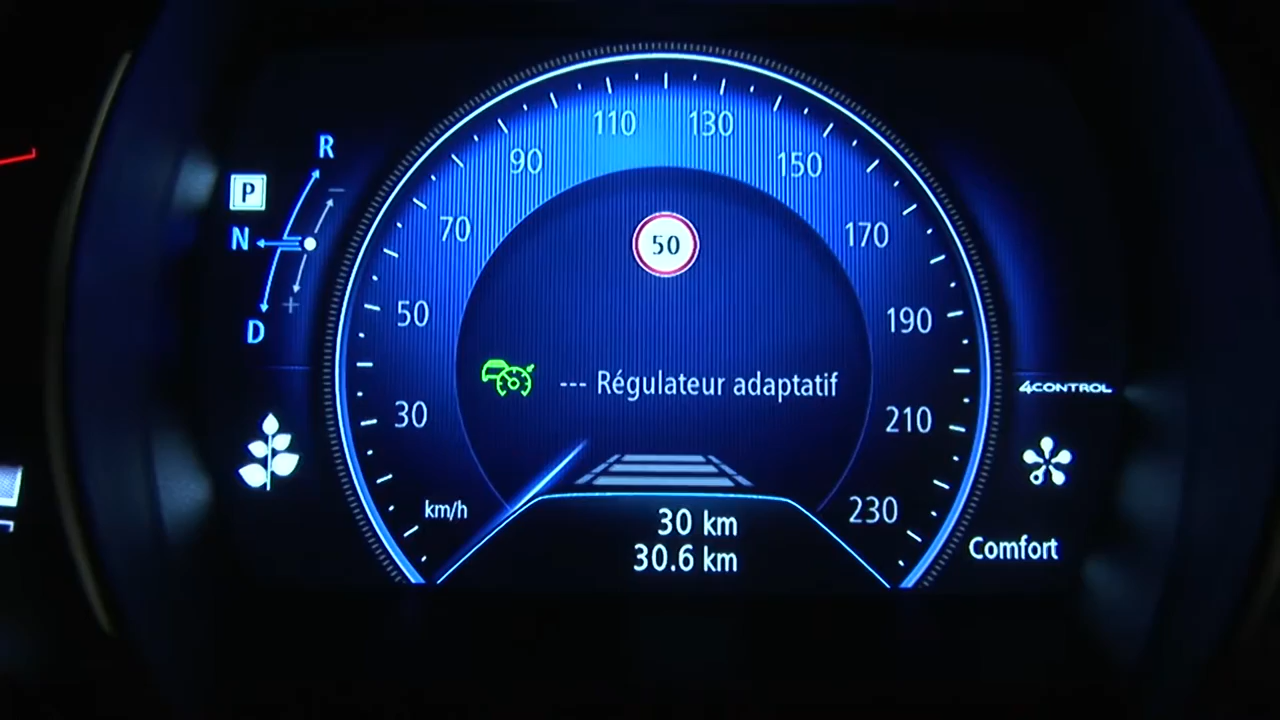 R
P
N
D
110
130
90
150
70
170
50
50
190
--- Régulateur adaptatif
4CONTROL
30
210
km/h
230
30 km
30.6 km
Comfort